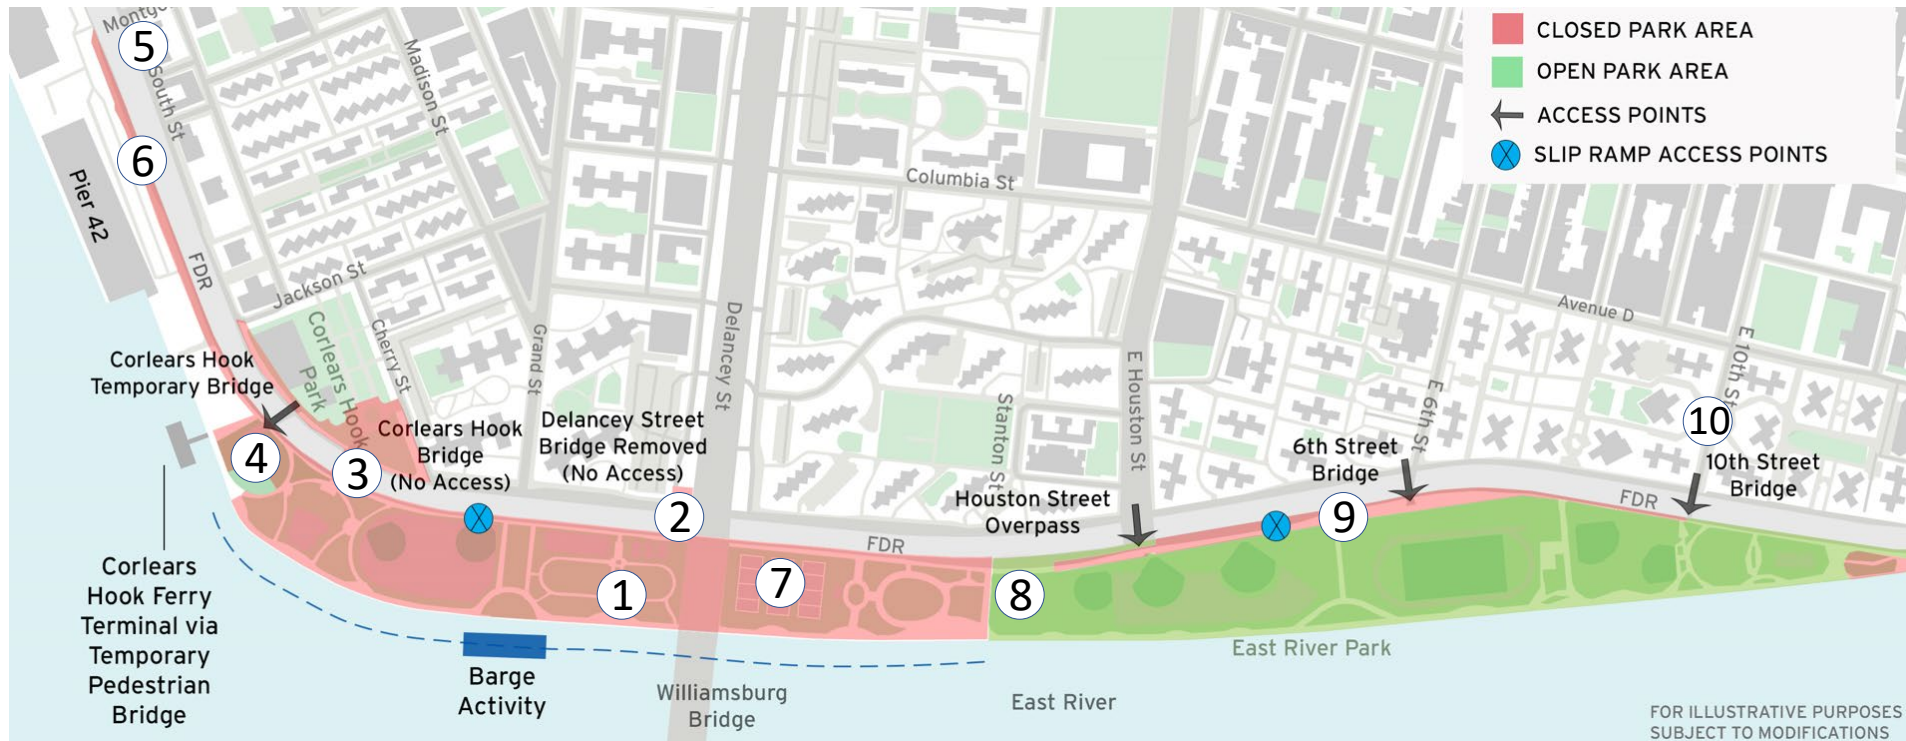 CLOSED PARK AREA
OPEN PARK AREA
ACCESS POINTS
SLIP RAMP ACCESS POINTS
5
South St
Madison St
6
Pier 42
Columbia St
FDR
Jackson St
Corlears Hook
Park
Cherry St
Grand St
Delancey St
E Houston St
Avenue D
E 10th St
E 6th St
Stanton St
Corlears Hook
Temporary Bridge
4
3
Corlears Hook
Bridge
(No Access)
Delancey Street
Bridge Removed
(No Access)
2
Houston Street
Overpass
6th Street
Bridge
9
10
10th Street
Bridge
FDR
FDR
1
7
8
Corlears
Hook Ferry
Terminal via
Temporary
Pedestrian
Bridge
Barge
Activity
Williamsburg
Bridge
East River
East River Park
FOR ILLUSTRATIVE PURPOSES
SUBJECT TO MODIFICATIONS